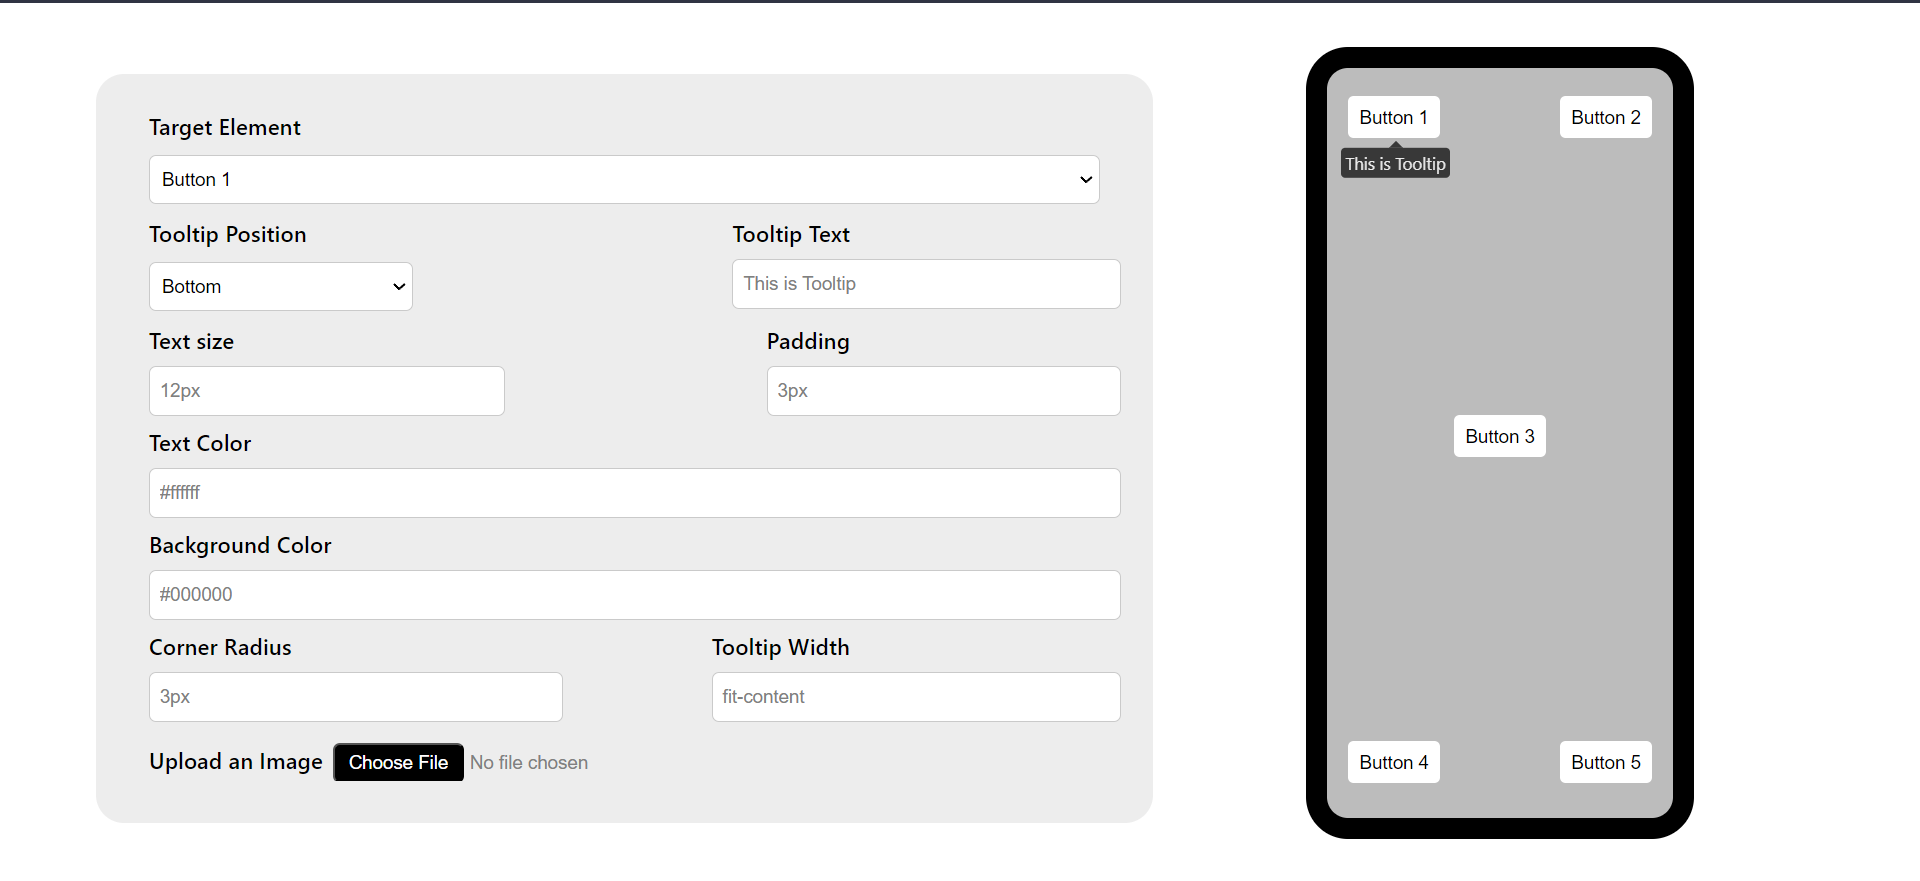 Target Element
Button 1
Tooltip Position
Tooltip Text
Bottom
This is Tooltip
Text size
Padding
12px
3px
Text Color
#ffffff
Background Color
#000000
Corner Radius
Tooltip Width
3px
fit-content
Upload an Image Choose File No file chosen
Button 1
Button 2
This is Tooltip
Button 3
Button 4
Button 5